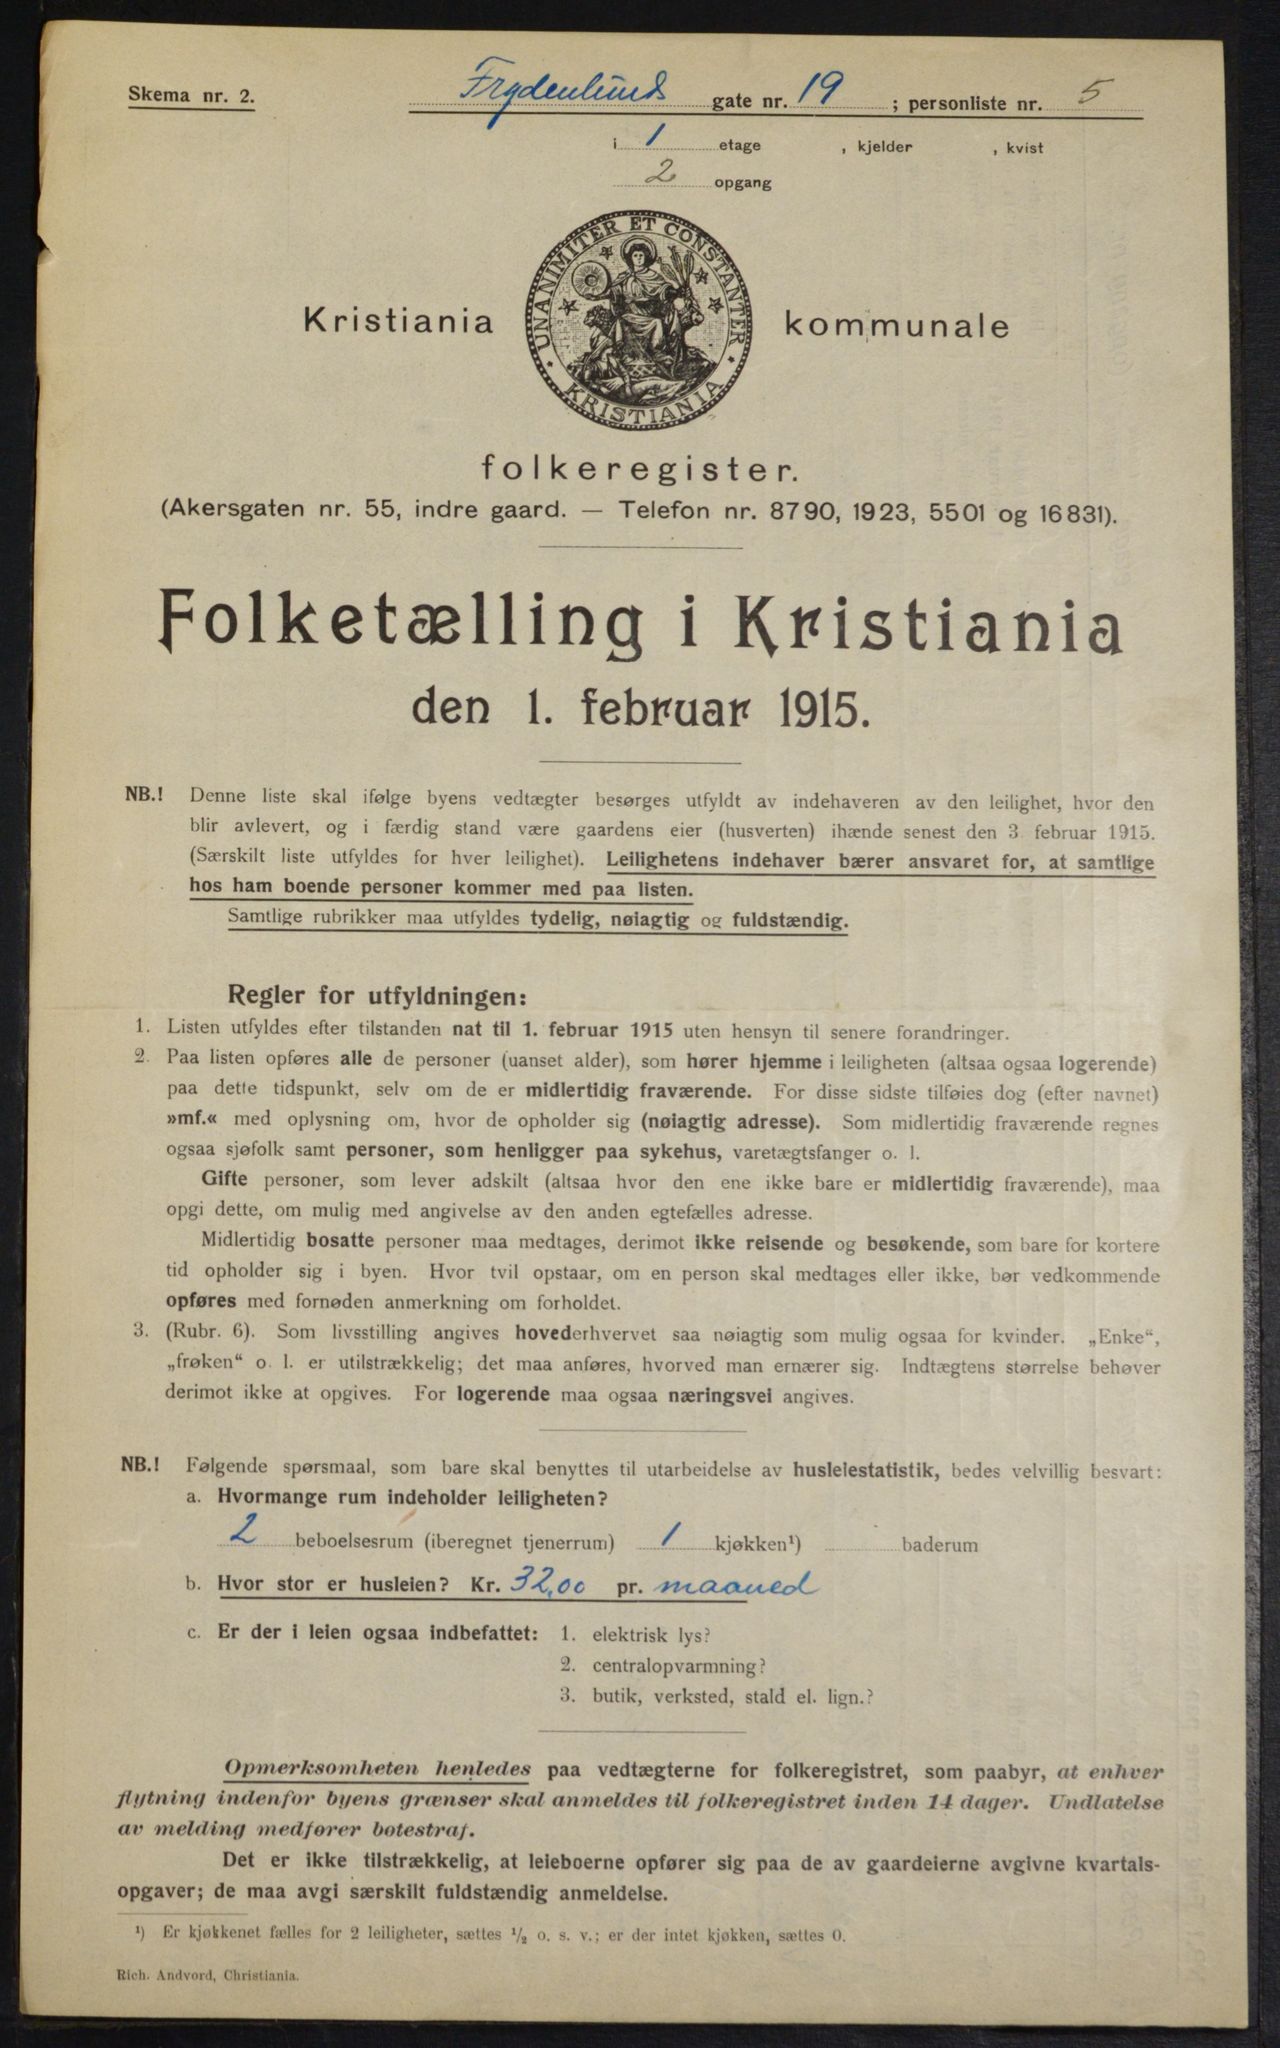 Skema nr. 2.
Frydenlunds gate nr. 19 ; personliste nr. 5
i 1 etage , kjelder , kvist
2 opgang
UNANIMITER ET CONSTANTER
KRISTIANIA
Kristiania kommunale
folkeregister.
(Akersgaten nr. 55, indre gaard. — Telefon nr. 8790, 1923, 5501 og 16831).
Folketælling i Kristiania
den 1. februar 1915.
NB.! Denne liste skal ifølge byens vedtægter besørges utfyldt av indehaveren av den leilighet, hvor den
blir avlevert, og i færdig stand være gaardens eier (husverten) ihænde senest den 3 februar 1915.
(Særskilt liste utfyldes for hver leilighet). Leilighetens indehaver bærer ansvaret for, at samtlige
hos ham boende personer kommer med paa listen.
Samtlige rubrikker maa utfyldes tydelig, nøiagtig og fuldstændig.
Regler for utfyldningen:
1. Listen utfyldes efter tilstanden nat til 1. februar 1915 uten hensyn til senere forandringer.
2. Paa listen opføres alle de personer (uanset alder), som hører hjemme i leiligheten (altsaa ogsaa logerende)
paa dette tidspunkt, selv om de er midlertidig fraværende. For disse sidste tilføies dog (efter navnet)
»mf.« med oplysning om, hvor de opholder sig (nøiagtig adresse). Som midlertidig fraværende regnes
ogsaa sjøfolk samt personer, som henligger paa sykehus, varetægtsfanger o. l.
Gifte personer, som lever adskilt (altsaa hvor den ene ikke bare er midlertidig fraværende), maa
opgi dette, om mulig med angivelse av den anden egtefælles adresse.
Midlertidig bosatte personer maa medtages, derimot ikke reisende og besøkende, som bare for kortere
tid opholder sig i byen. Hvor tvil opstaar, om en person skal medtages eller ikke, bør vedkommende
opføres med fornøden anmerkning om forholdet.
3. (Rubr. 6). Som livsstilling angives hovederhvervet saa nøiagtig som mulig ogsaa for kvinder. „Enke“,
„frøken“ o. l. er utilstrækkelig; det maa anføres, hvorved man ernærer sig. Indtægtens størrelse behøver
derimot ikke at opgives. For logerende maa ogsaa næringsvei angives.
NB.! Følgende spørsmaal, som bare skal benyttes til utarbeidelse av husleiestatistik, bedes velvillig besvart:
a. Hvormange rum indeholder leiligheten?
2 beboelsesrum (iberegnet tjenerrum) 1 kjøkken¹) baderum
b. Hvor stor er husleien? Kr. 32,00 pr. maaned
c. Er der i leien ogsaa indbefattet: 1. elektrisk lys?
2. centralopvarmning?
3. butik, verksted, stald el. lign.?
Opmerksomheten henledes paa vedtægterne for folkeregistret, som paabyr, at enhver
flytning indenfor byens grænser skal anmeldes til folkeregistret inden 14 dager. Undlatelse
av melding medfører botestraf.
Det er ikke tilstrækkelig, at leieboerne opfører sig paa de av gaardeierne avgivne kvartals-
opgaver; de maa avgi særskilt fuldstændig anmeldelse.
¹) Er kjøkkenet fælles for 2 leiligheter, sættes ½ o. s. v.; er der intet kjøkken, sættes 0.
Rich. Andvord, Christiania.